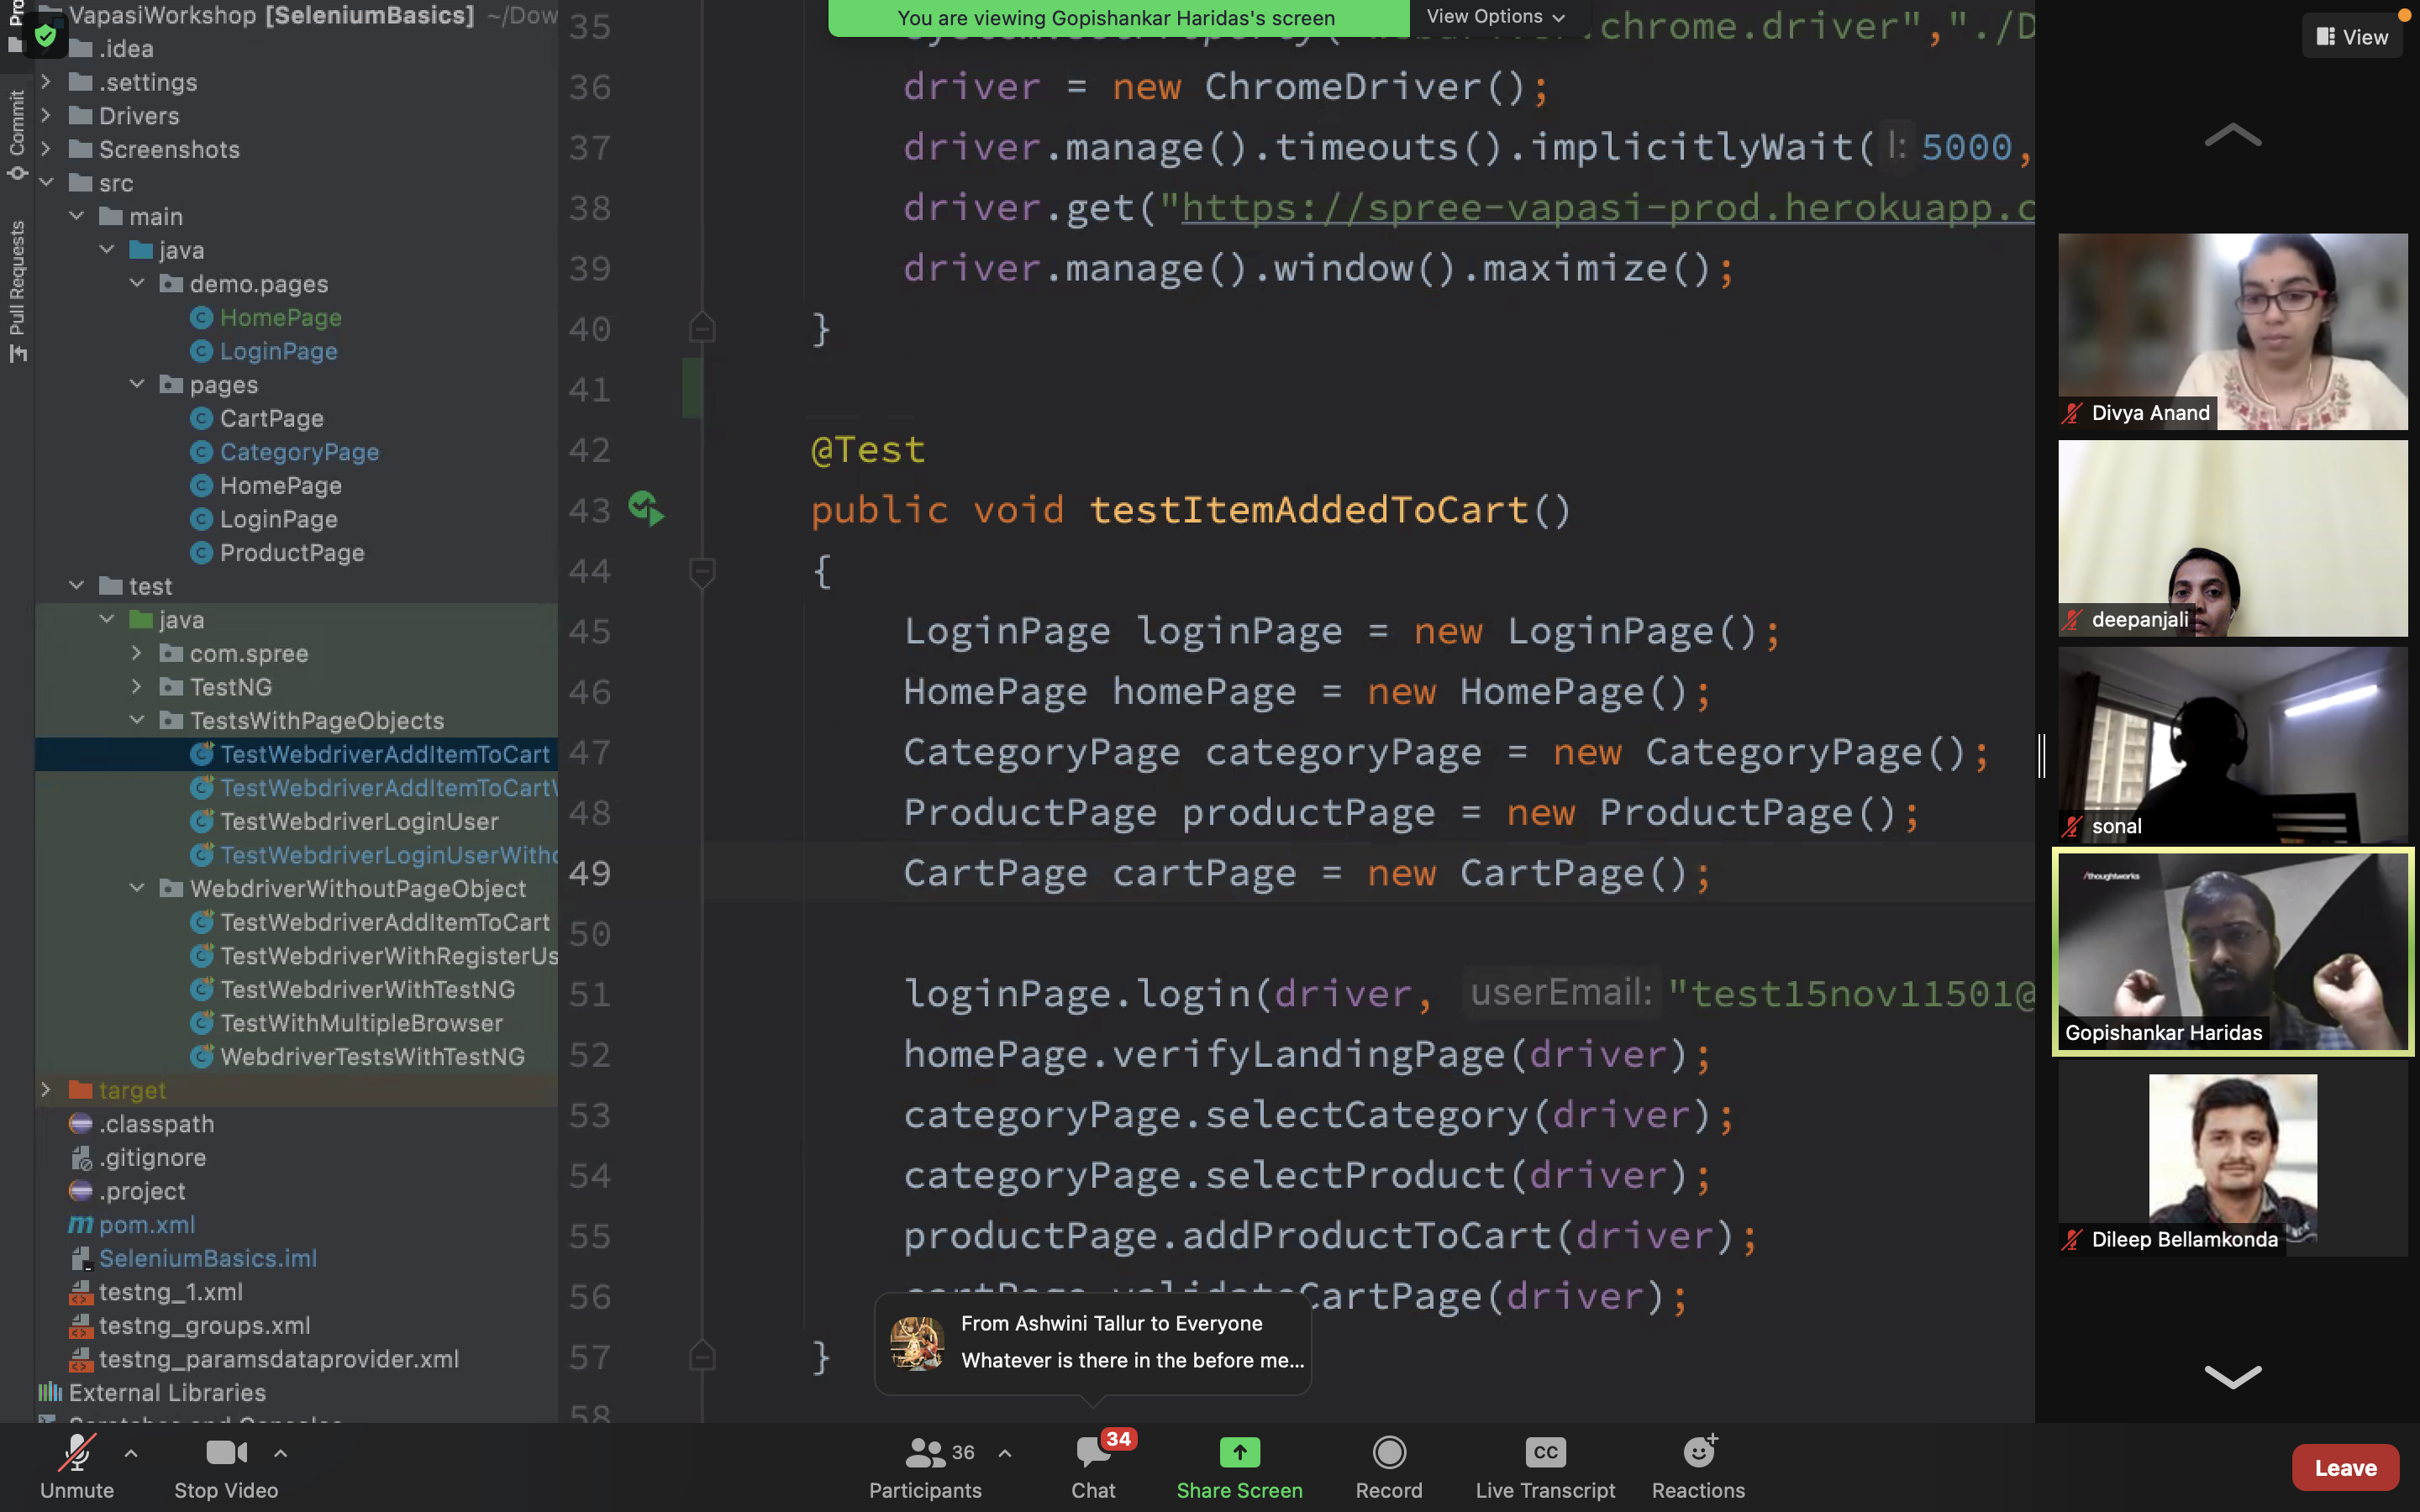 VapasiWorkshop [SeleniumBasics] ~/Dow
.idea
.settings
Drivers
Screenshots
src
main
java
demo.pages
HomePage
LoginPage
pages
CartPage
CategoryPage
HomePage
LoginPage
ProductPage
test
java
com.spree
TestNG
TestsWithPageObjects
TestWebdriverAddItemToCart
TestWebdriverAddItemToCartW
TestWebdriverLoginUser
TestWebdriverLoginUserWitho
WebdriverWithoutPageObject
TestWebdriverAddItemToCart
TestWebdriverWithRegisterUs
TestWebdriverWithTestNG
TestWithMultipleBrowser
WebdriverTestsWithTestNG
target
.classpath
.gitignore
.project
pom.xml
SeleniumBasics.iml
testng_1.xml
testng_groups.xml
testng_paramsdataprovider.xml
External Libraries
Commit
Pull Requests
You are viewing Gopishankar Haridas's screen
View Options
View
35 .chrome.driver","./D
36 driver = new ChromeDriver();
37 driver.manage().timeouts().implicitlyWait( l: 5000,
38 driver.get("https://spree-vapasi-prod.herokuapp.c
39 driver.manage().window().maximize();
40 }
41
42 @Test
43 public void testItemAddedToCart()
44 {
45 LoginPage loginPage = new LoginPage();
46 HomePage homePage = new HomePage();
47 CategoryPage categoryPage = new CategoryPage();
48 ProductPage productPage = new ProductPage();
49 CartPage cartPage = new CartPage();
50
51 loginPage.login(driver, userEmail: "test15nov11501@
52 homePage.verifyLandingPage(driver);
53 categoryPage.selectCategory(driver);
54 categoryPage.selectProduct(driver);
55 productPage.addProductToCart(driver);
56 cartPage.validateCartPage(driver);
57 }
58
From Ashwini Tallur to Everyone
Whatever is there in the before me...
Divya Anand
deepanjali
sonal
/thoughtworks
Gopishankar Haridas
Dileep Bellamkonda
Unmute
Stop Video
36
Participants
34
Chat
Share Screen
Record
CC
Live Transcript
Reactions
Leave